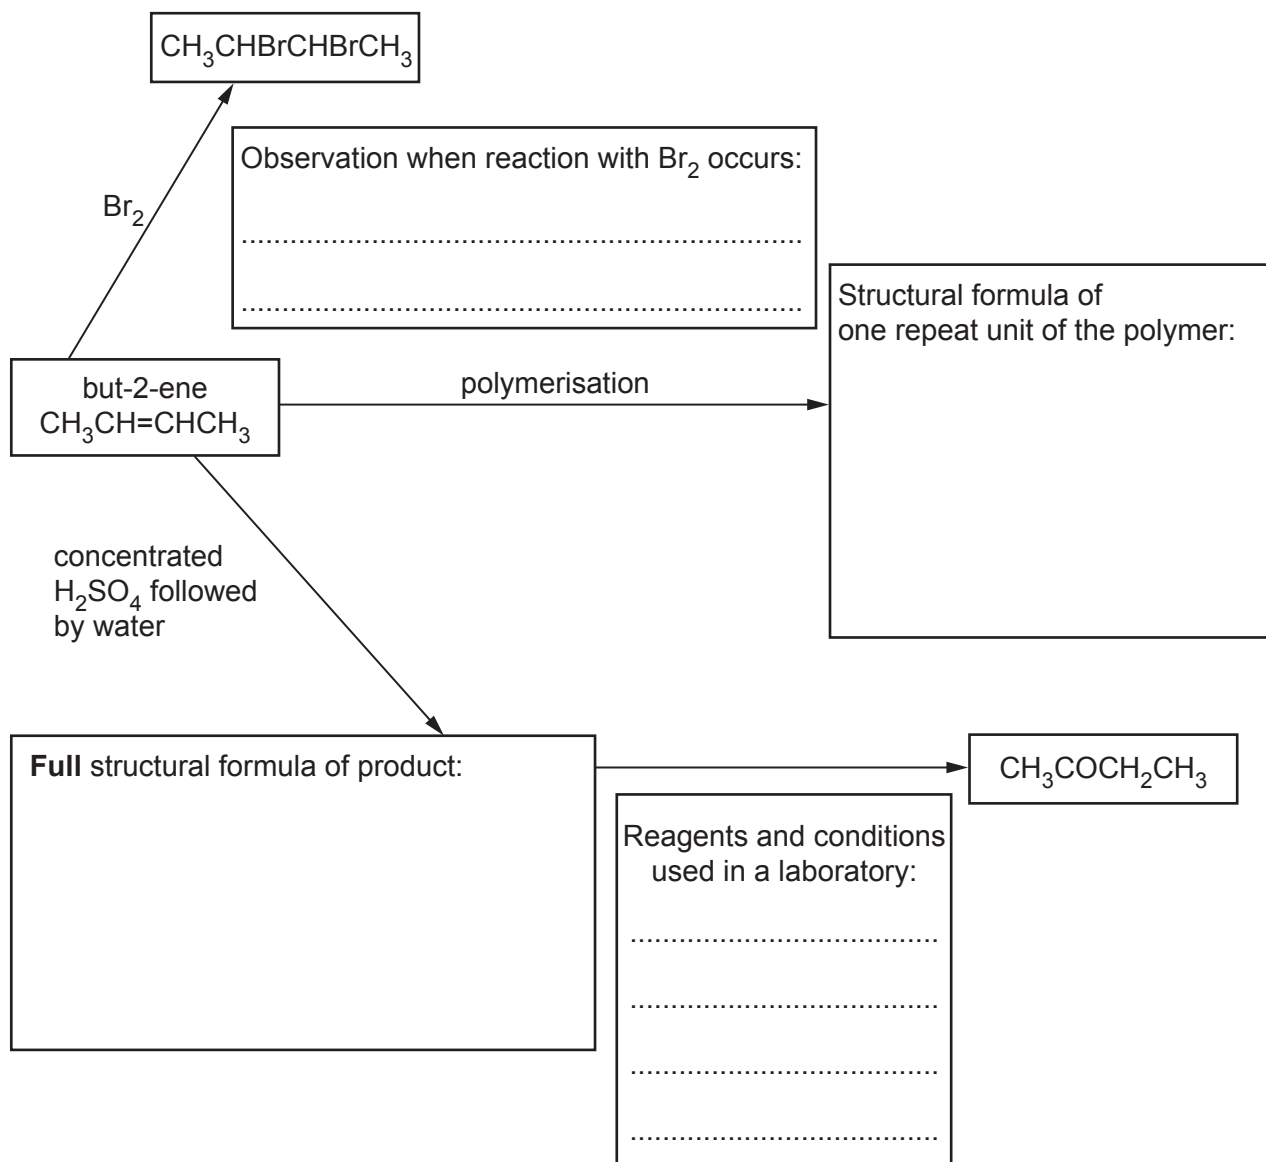 CH₃CHBrCHBrCH₃
Br₂
Observation when reaction with Br₂ occurs:
......................................................................
......................................................................
but-2-ene
CH₃CH=CHCH₃
polymerisation
Structural formula of
one repeat unit of the polymer:
concentrated
H₂SO₄ followed
by water
Full structural formula of product:
CH₃COCH₂CH₃
Reagents and conditions
used in a laboratory:
......................................
......................................
......................................
......................................